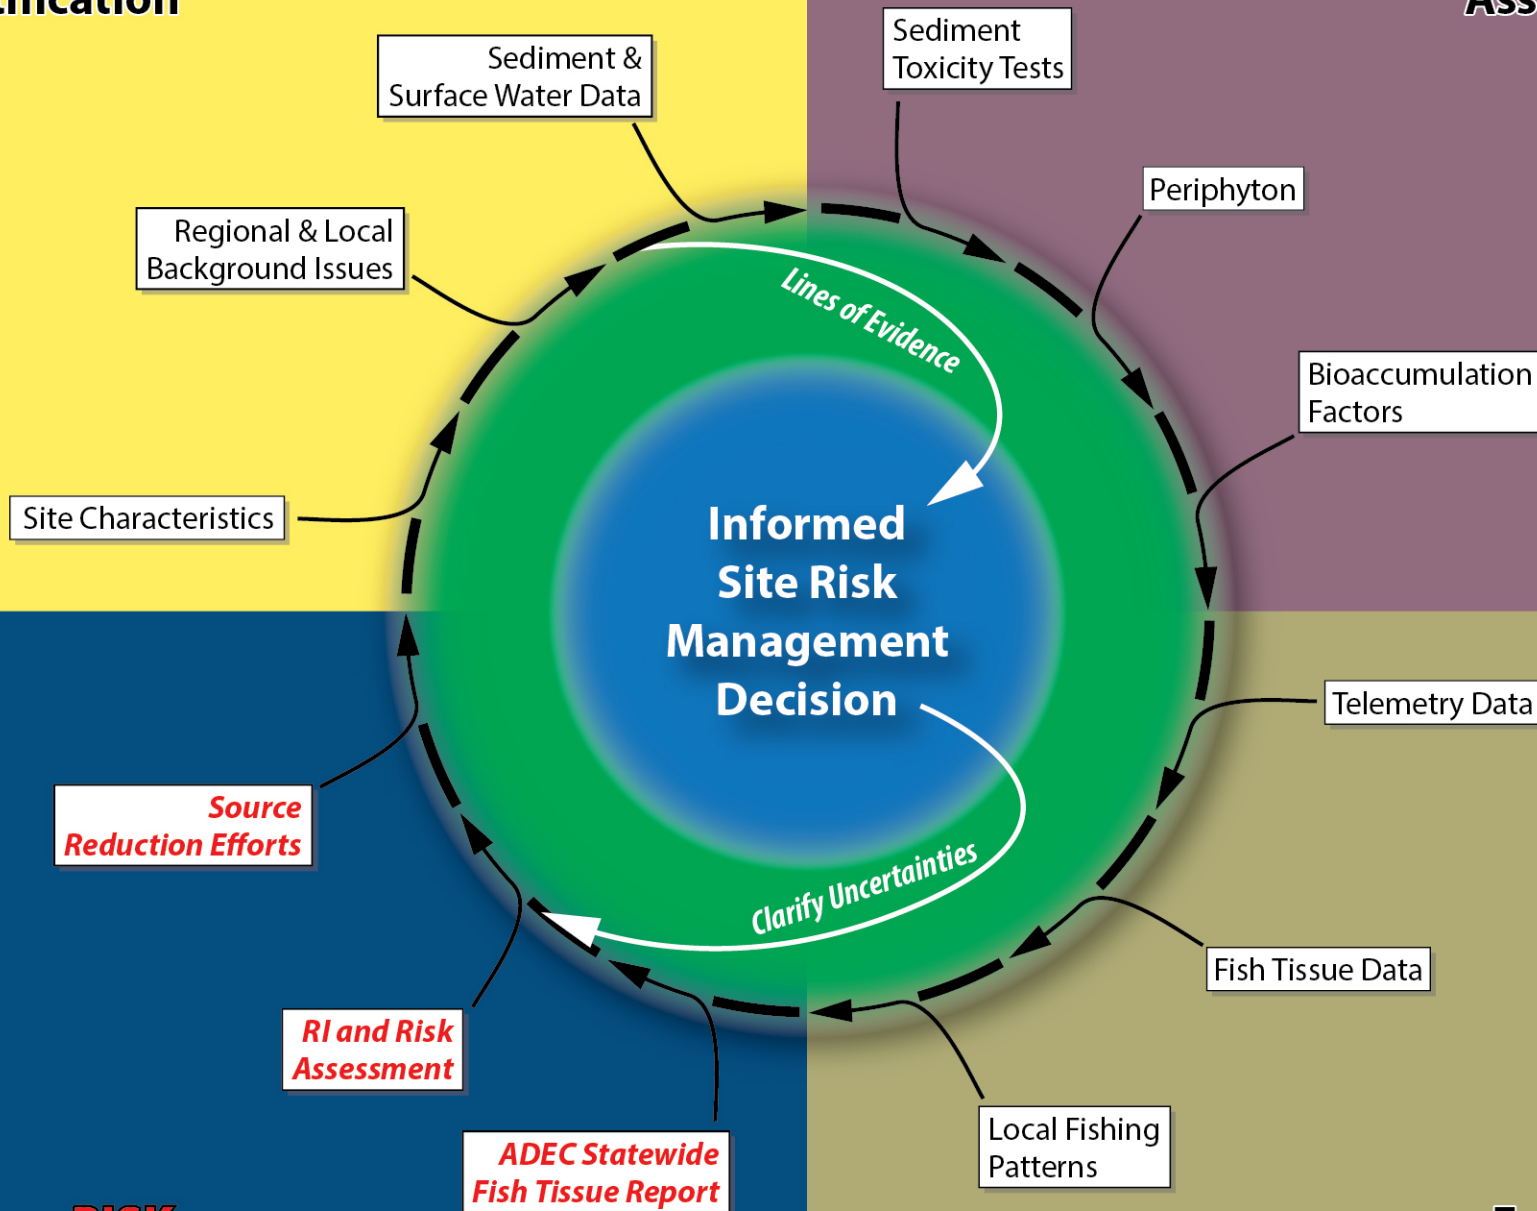 Sediment &
Surface Water Data
Sediment
Toxicity Tests
Periphyton
Regional & Local
Background Issues
Lines of Evidence
Bioaccumulation
Factors
Site Characteristics
Informed
Site Risk
Management
Decision
Telemetry Data
Source
Reduction Efforts
Clarify Uncertainties
Fish Tissue Data
RI and Risk
Assessment
Local Fishing
Patterns
ADEC Statewide
Fish Tissue Report